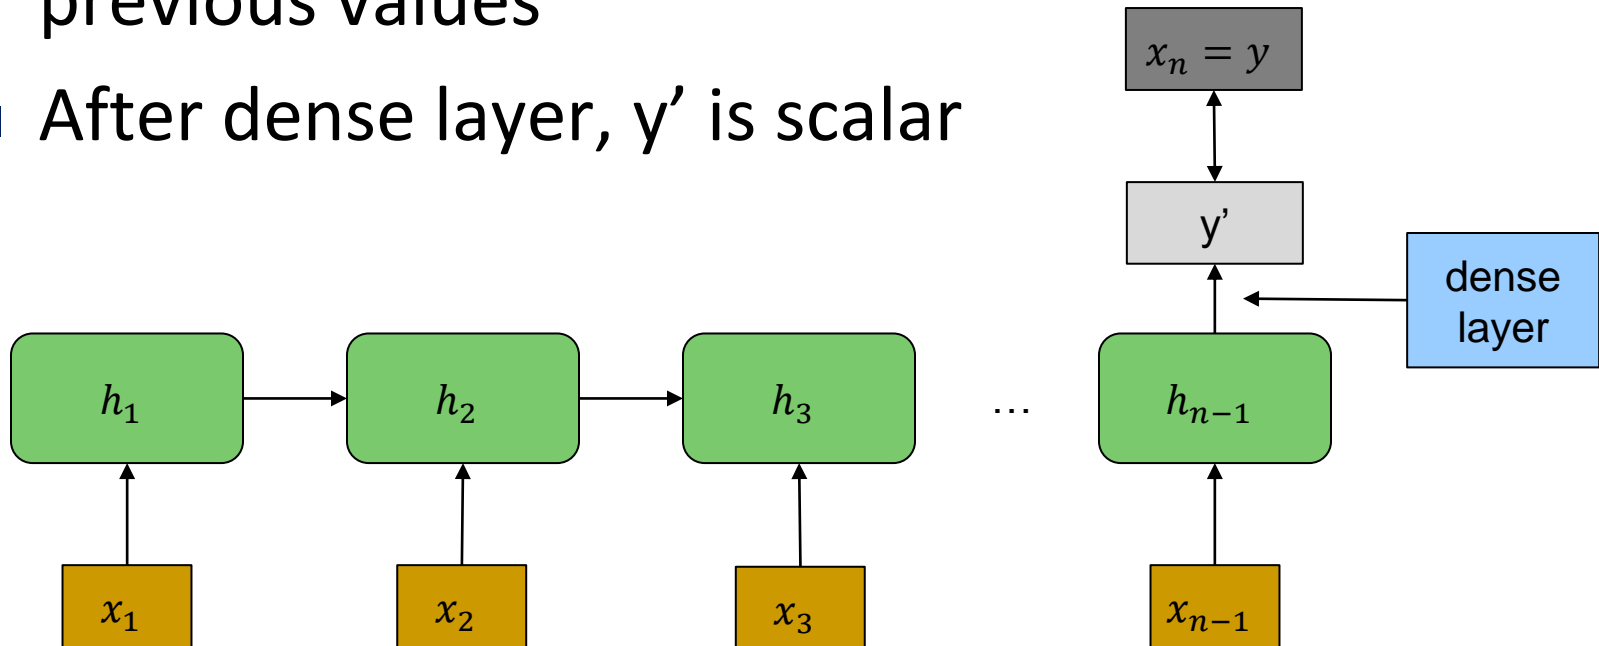 previous values
After dense layer, y’ is scalar
xₙ = y
y’
dense
layer
h₁
h₂
h₃
…
hₙ₋₁
x₁
x₂
x₃
xₙ₋₁